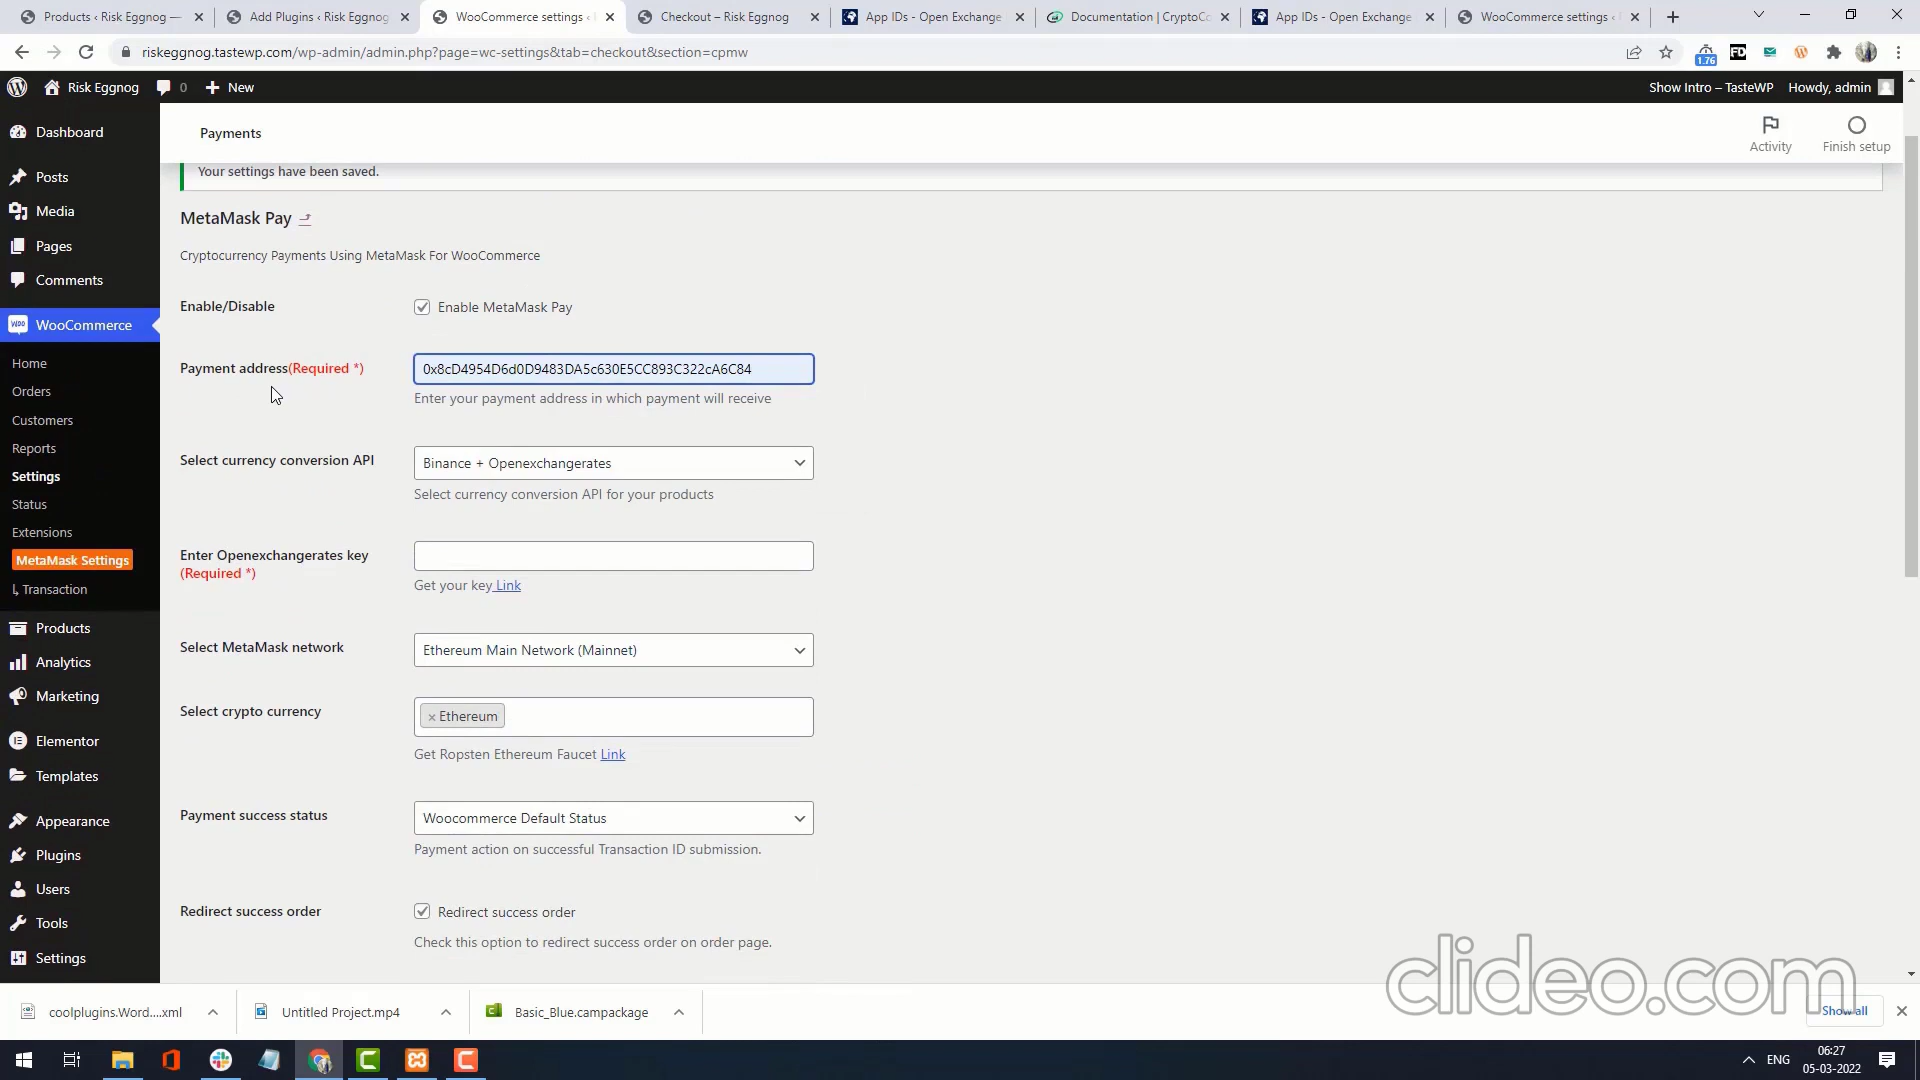 Products ‹ Risk Eggnog —
Add Plugins ‹ Risk Eggnog
WooCommerce settings ‹
Checkout – Risk Eggnog
App IDs - Open Exchange
Documentation | CryptoCo
App IDs - Open Exchange
WooCommerce settings ‹
riskeggnog.tastewp.com/wp-admin/admin.php?page=wc-settings&tab=checkout&section=cpmw
1.76
FD
Risk Eggnog
0
New
Show Intro – TasteWP
Howdy, admin
Dashboard
Posts
Media
Pages
Comments
WooCommerce
Home
Orders
Customers
Reports
Settings
Status
Extensions
MetaMask Settings
↳ Transaction
Products
Analytics
Marketing
Elementor
Templates
Appearance
Plugins
Users
Tools
Settings
Payments
Activity
Finish setup
Your settings have been saved.
MetaMask Pay
Cryptocurrency Payments Using MetaMask For WooCommerce
Enable/Disable
Enable MetaMask Pay
Payment address(Required *)
0x8cD4954D6d0D9483DA5c630E5CC893C322cA6C84
Enter your payment address in which payment will receive
Select currency conversion API
Binance + Openexchangerates
Select currency conversion API for your products
Enter Openexchangerates key
(Required *)
Get your key Link
Select MetaMask network
Ethereum Main Network (Mainnet)
Select crypto currency
× Ethereum
Get Ropsten Ethereum Faucet Link
Payment success status
Woocommerce Default Status
Payment action on successful Transaction ID submission.
Redirect success order
Redirect success order
Check this option to redirect success order on order page.
clideo.com
coolplugins.Word....xml
Untitled Project.mp4
Basic_Blue.campackage
Show all
ENG
06:27
05-03-2022